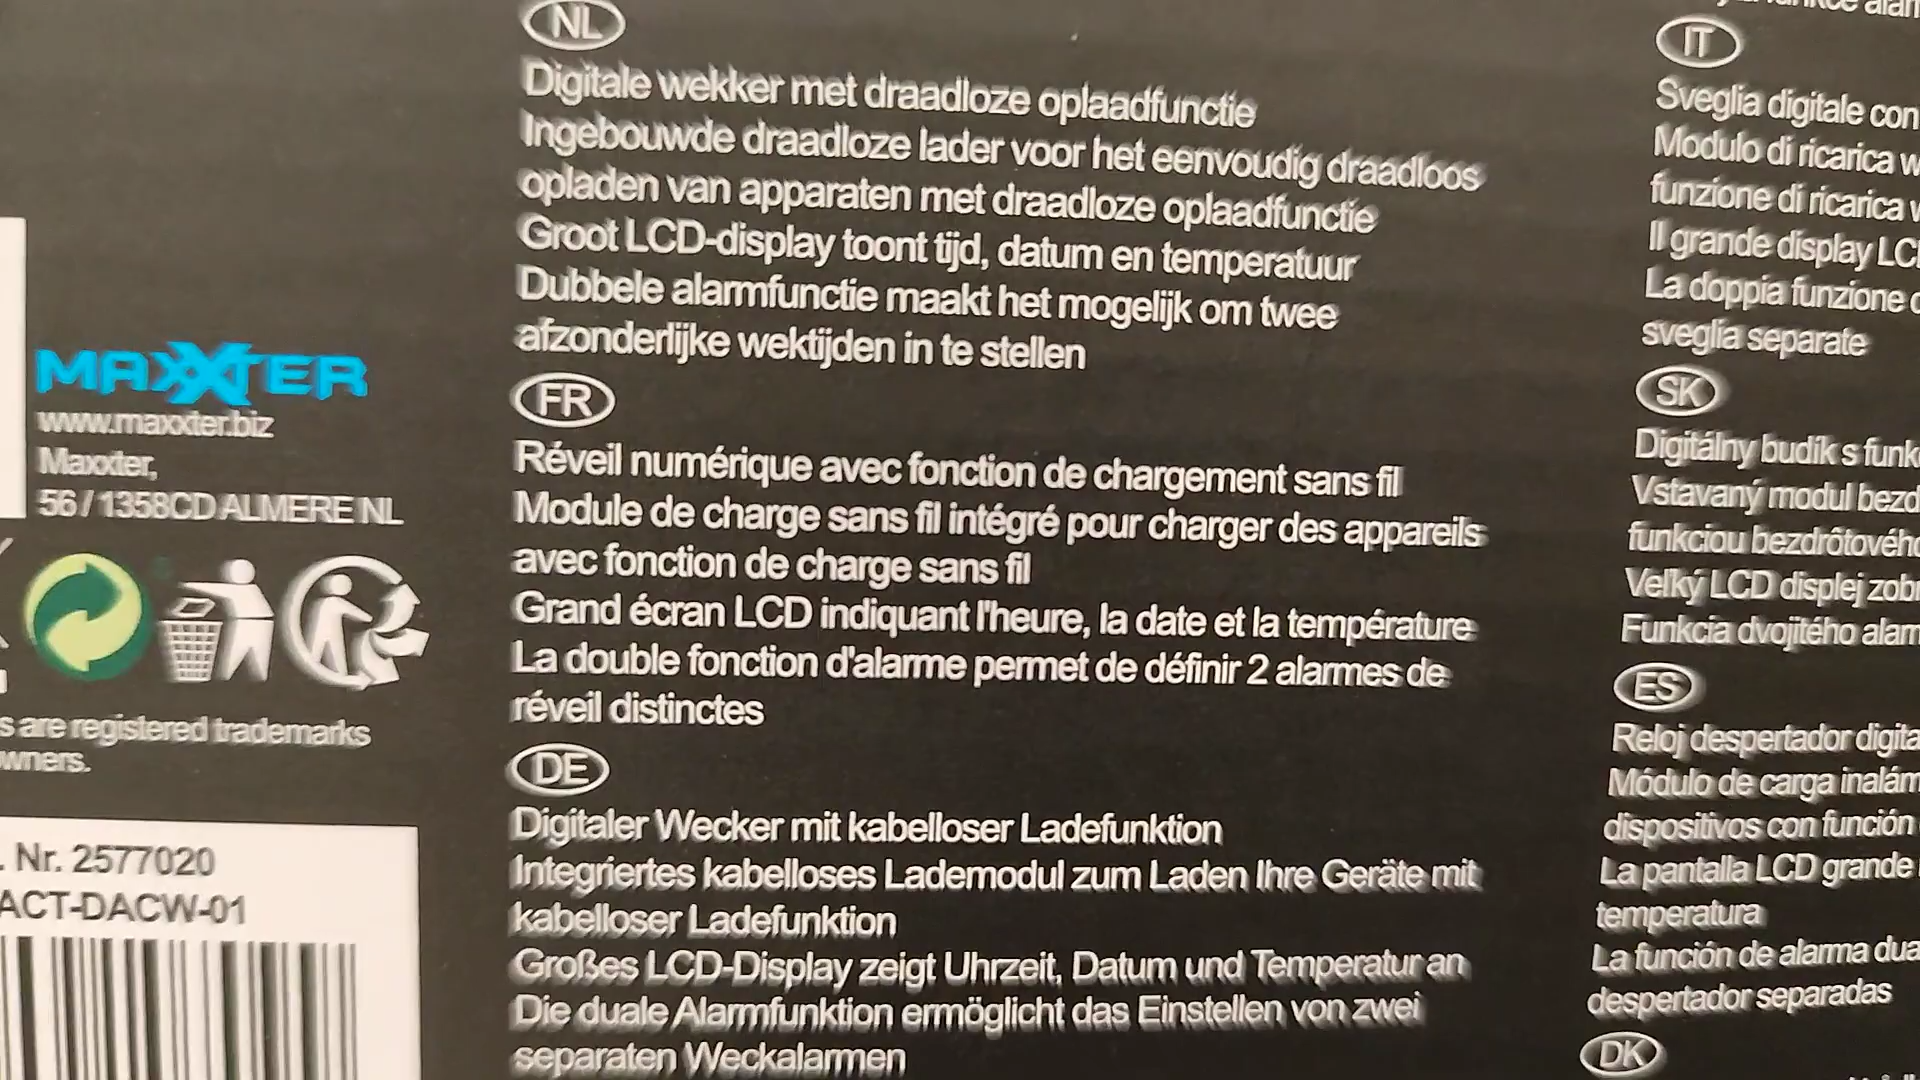 MAXXTER
www.maxxter.biz
Maxxter,
56 / 1358CD ALMERE NL
s are registered trademarks
wners.
. Nr. 2577020
ACT-DACW-01
NL
Digitale wekker met draadloze oplaadfunctie
Ingebouwde draadloze lader voor het eenvoudig draadloos
opladen van apparaten met draadloze oplaadfunctie
Groot LCD-display toont tijd, datum en temperatuur
Dubbele alarmfunctie maakt het mogelijk om twee
afzonderlijke wektijden in te stellen
FR
Réveil numérique avec fonction de chargement sans fil
Module de charge sans fil intégré pour charger des appareils
avec fonction de charge sans fil
Grand écran LCD indiquant l'heure, la date et la température
La double fonction d'alarme permet de définir 2 alarmes de
réveil distinctes
DE
Digitaler Wecker mit kabelloser Ladefunktion
Integriertes kabelloses Lademodul zum Laden Ihre Geräte mit
kabelloser Ladefunktion
Großes LCD-Display zeigt Uhrzeit, Datum und Temperatur an
Die duale Alarmfunktion ermöglicht das Einstellen von zwei
separaten Weckalarmen
IT
Sveglia digitale con
Modulo di ricarica w
funzione di ricarica w
Il grande display LCD
La doppia funzione d
sveglia separate
SK
Digitálny budík s funk
Vstavaný modul bezd
funkciou bezdrôtovéh
Veľký LCD displej zobr
Funkcia dvojitého alarm
ES
Reloj despertador digita
Módulo de carga inalám
dispositivos con función
La pantalla LCD grande
temperatura
La función de alarma dua
despertador separadas
DK